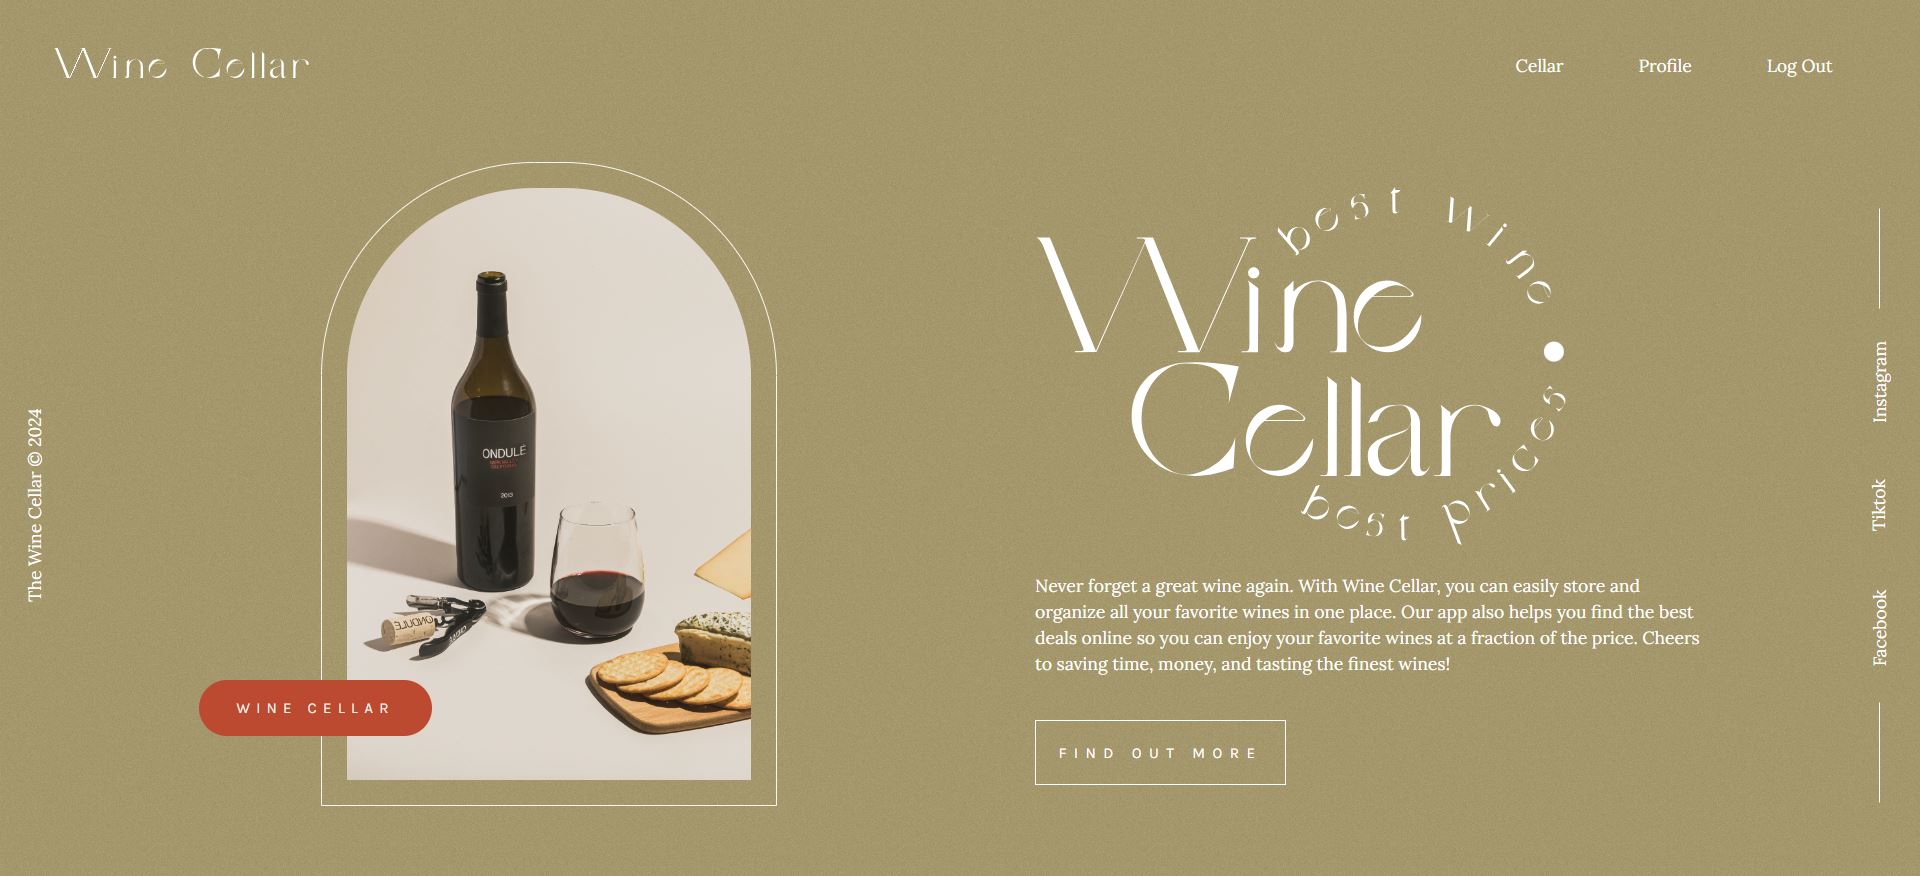 Wine Cellar
Cellar
Profile
Log Out
The Wine Cellar © 2024
ONDULÉ
2013
ONDULÉ
WINE CELLAR
best wine
Wine
Cellar
best prices
Never forget a great wine again. With Wine Cellar, you can easily store and
organize all your favorite wines in one place. Our app also helps you find the best
deals online so you can enjoy your favorite wines at a fraction of the price. Cheers
to saving time, money, and tasting the finest wines!
FIND OUT MORE
Instagram
Tiktok
Facebook